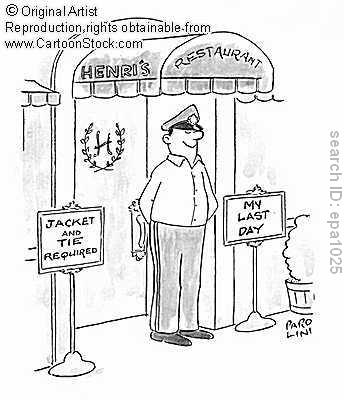 © Original Artist
Reproduction rights obtainable from
www.CartoonStock.com
HENRI'S
RESTAURANT
H
JACKET
AND
TIE
REQUIRED
MY
LAST
DAY
PARO
LINI
search ID: epa1025